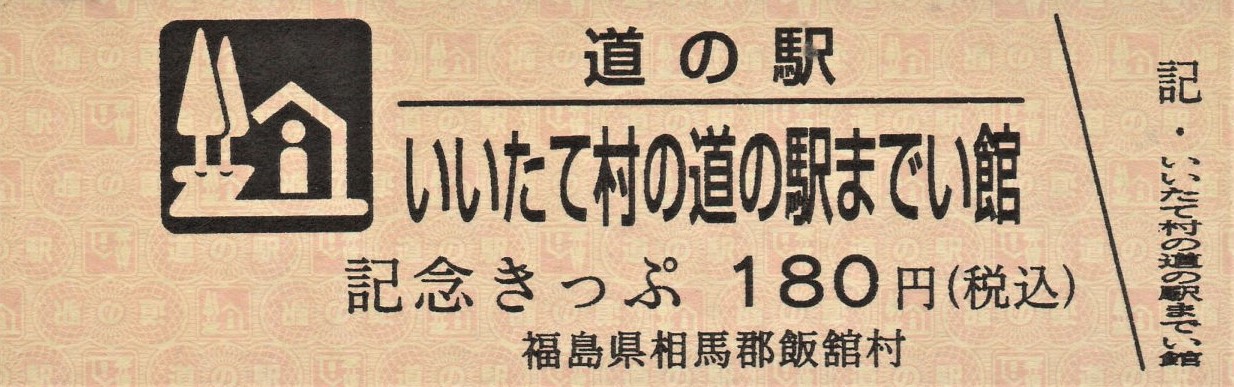 道の駅
いいたて村の道の駅までい館
記念きっぷ 180円(税込)
福島県相馬郡飯舘村
記・いいたて村の道の駅までい館